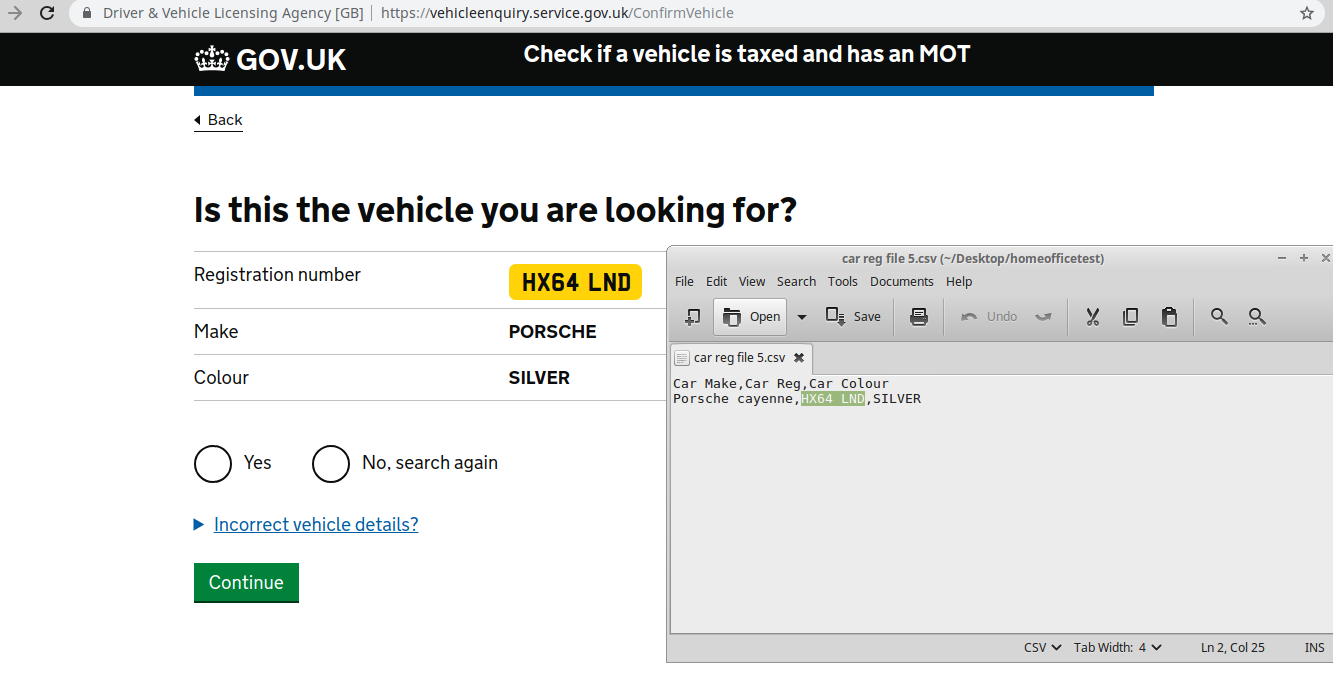 Driver & Vehicle Licensing Agency [GB] https://vehicleenquiry.service.gov.uk/ConfirmVehicle
GOV.UK
Check if a vehicle is taxed and has an MOT
Back
Is this the vehicle you are looking for?
Registration number HX64 LND
Make PORSCHE
Colour SILVER
Yes No, search again
Incorrect vehicle details?
Continue
car reg file 5.csv (~/Desktop/homeofficetest)
File Edit View Search Tools Documents Help
Open Save Undo
car reg file 5.csv
Car Make,Car Reg,Car Colour
Porsche cayenne,HX64 LND,SILVER
CSV Tab Width: 4 Ln 2, Col 25 INS